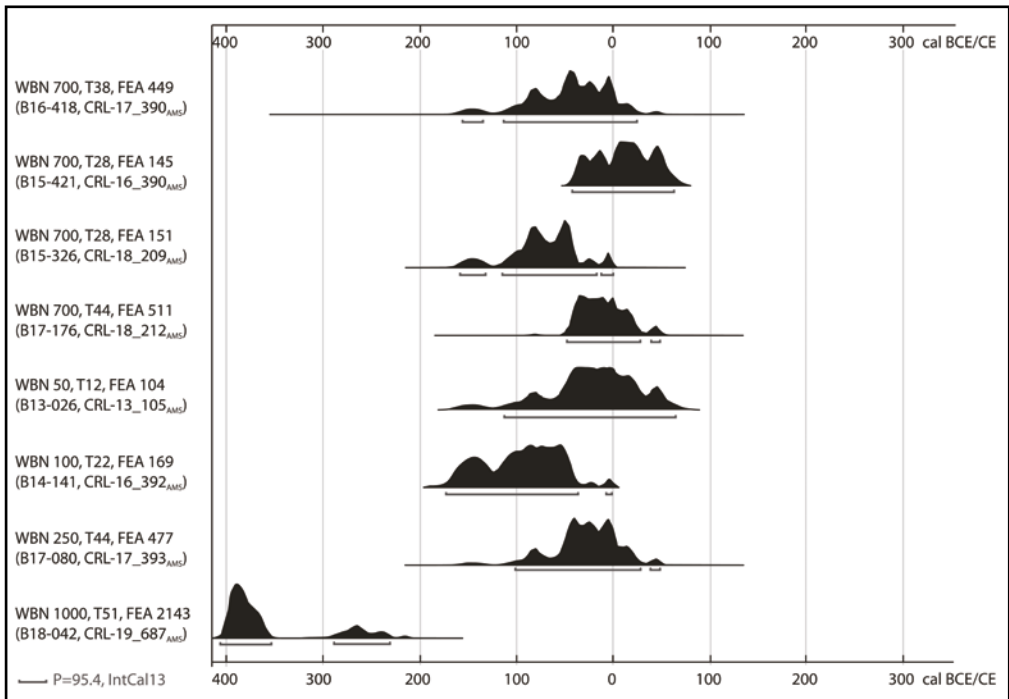 400 300 200 100 0 100 200 300 cal BCE/CE
WBN 700, T38, FEA 449
(B16-418, CRL-17_390AMS)
WBN 700, T28, FEA 145
(B15-421, CRL-16_390AMS)
WBN 700, T28, FEA 151
(B15-326, CRL-18_209AMS)
WBN 700, T44, FEA 511
(B17-176, CRL-18_212AMS)
WBN 50, T12, FEA 104
(B13-026, CRL-13_105AMS)
WBN 100, T22, FEA 169
(B14-141, CRL-16_392AMS)
WBN 250, T44, FEA 477
(B17-080, CRL-17_393AMS)
WBN 1000, T51, FEA 2143
(B18-042, CRL-19_687AMS)
P=95.4, IntCal13
400 300 200 100 0 100 200 300 cal BCE/CE